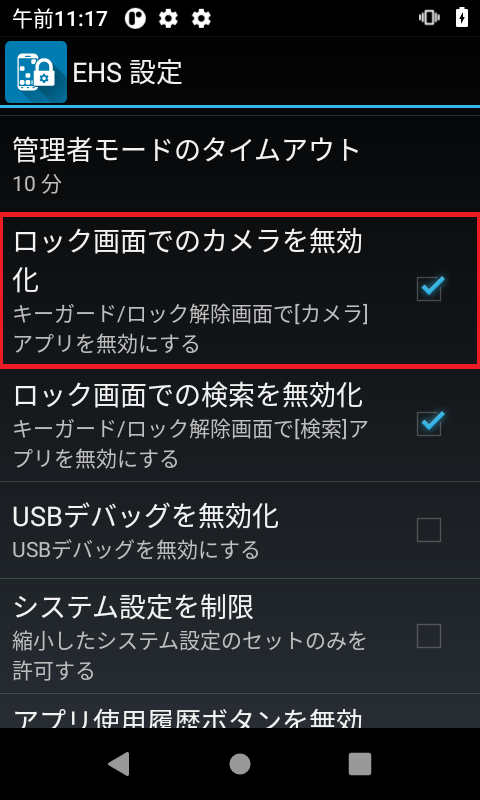 午前11:17
EHS 設定
管理者モードのタイムアウト
10 分
ロック画面でのカメラを無効
化
キーガード/ロック解除画面で[カメラ]
アプリを無効にする
ロック画面での検索を無効化
キーガード/ロック解除画面で[検索]ア
プリを無効にする
USBデバッグを無効化
USBデバッグを無効にする
システム設定を制限
縮小したシステム設定のセットのみを
許可する
アプリ使用履歴ボタンを無効